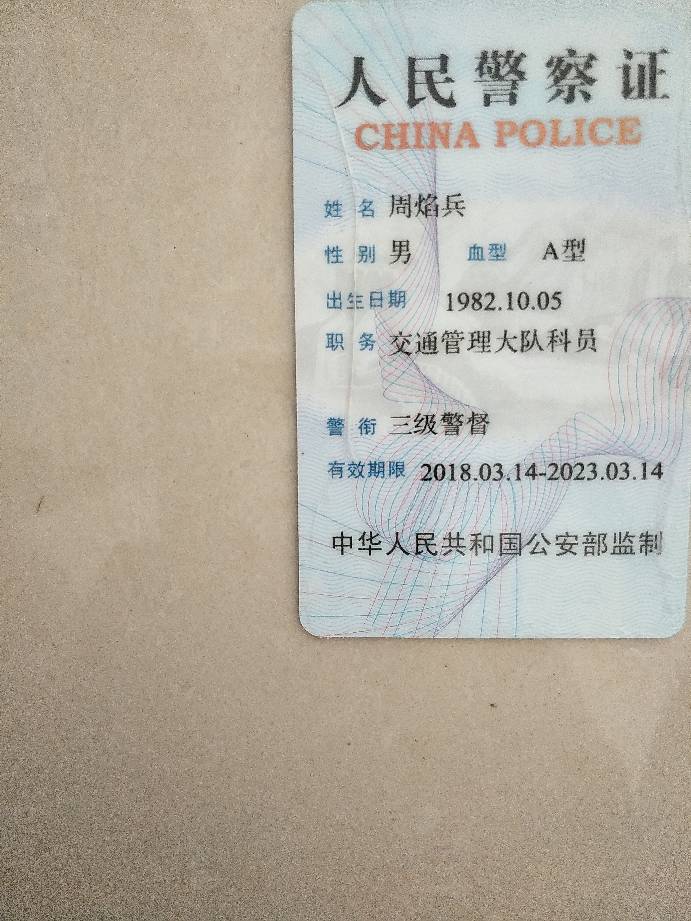 人民警察证
CHINA POLICE
姓 名 周焰兵
性 别 男 血型 A型
出生日期 1982.10.05
职 务 交通管理大队科员
警 衔 三级警督
有效期限 2018.03.14-2023.03.14
中华人民共和国公安部监制